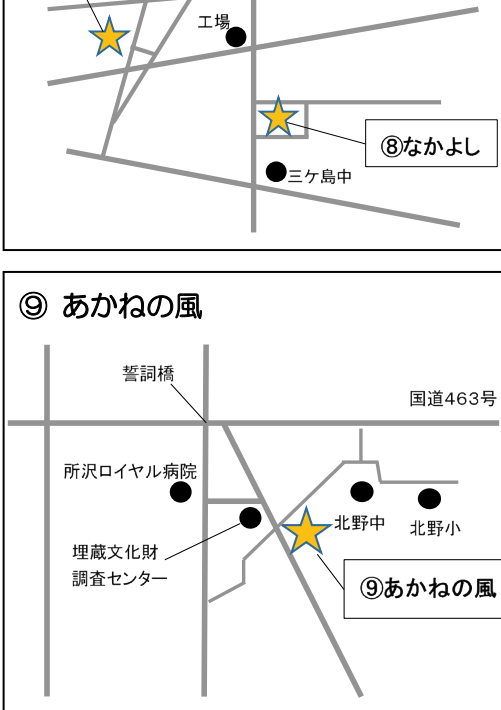 工場
⑧なかよし
三ケ島中
⑨ あかねの風
誓詞橋
国道463号
所沢ロイヤル病院
北野中
北野小
埋蔵文化財
調査センター
⑨あかねの風